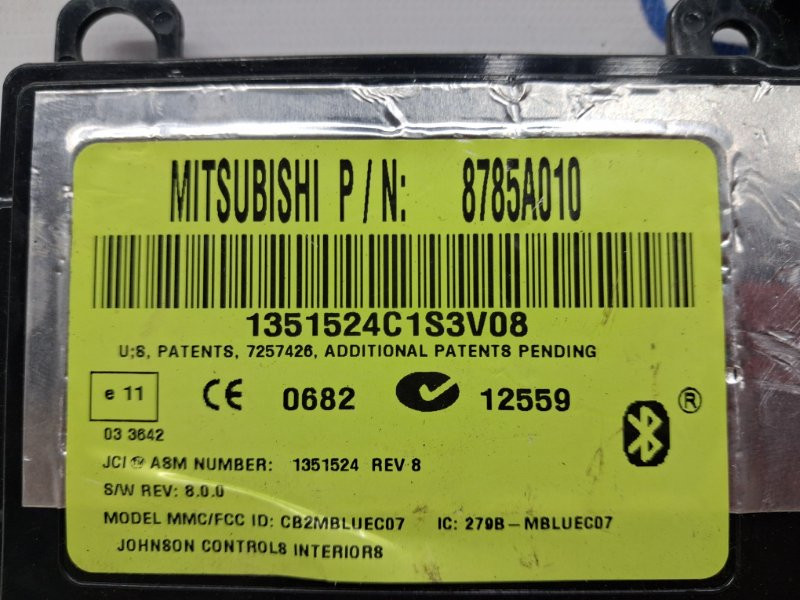 MITSUBISHI P/N: 8785A010
1351524C1S3V08
U;S, PATENTS, 7257426, ADDITIONAL PATENTS PENDING
e 11 CE 0682 12559 ®
03 3642
JCI® ASM NUMBER: 1351524 REV 8
S/W REV: 8.0.0
MODEL MMC/FCC ID: CB2MBLUEC07 IC: 279B-MBLUEC07
JOHNSON CONTROLS INTERIORS